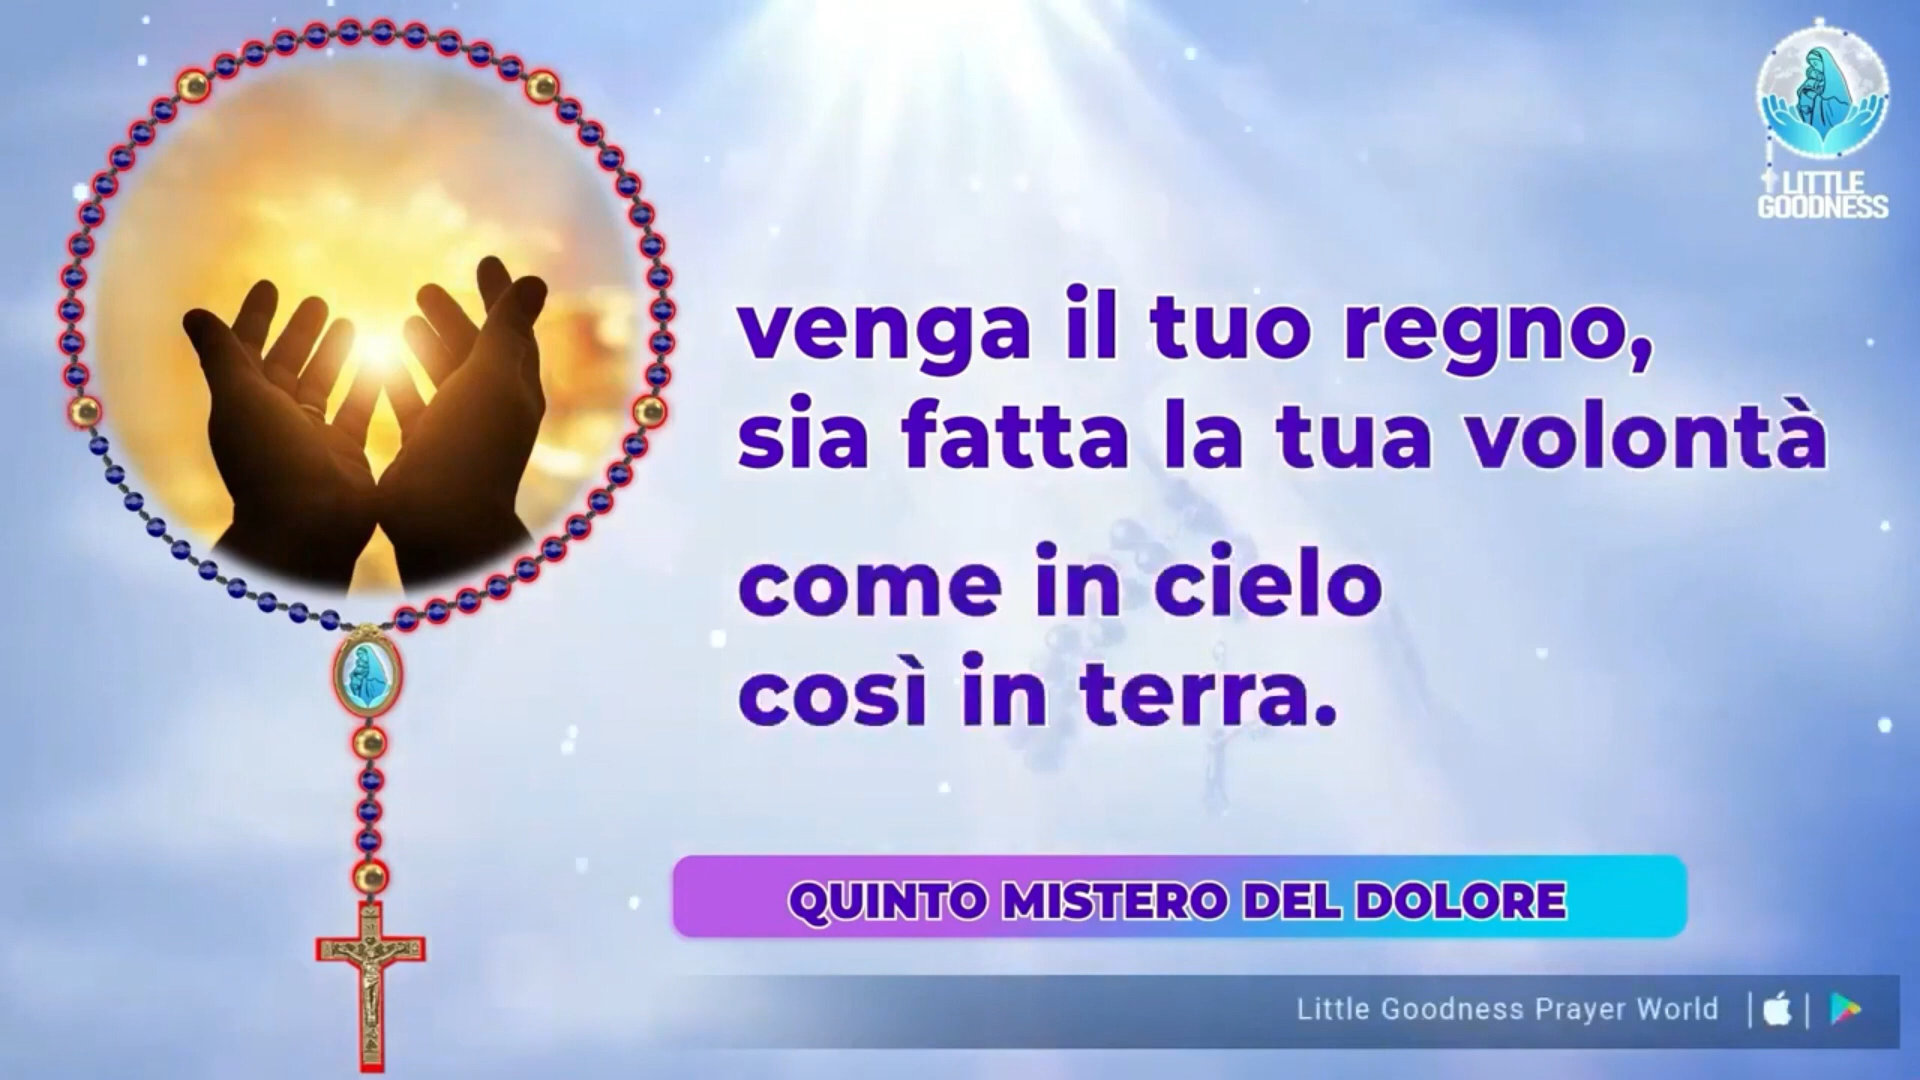 LITTLE
GOODNESS
venga il tuo regno,
sia fatta la tua volontà
come in cielo
così in terra.
QUINTO MISTERO DEL DOLORE
Little Goodness Prayer World